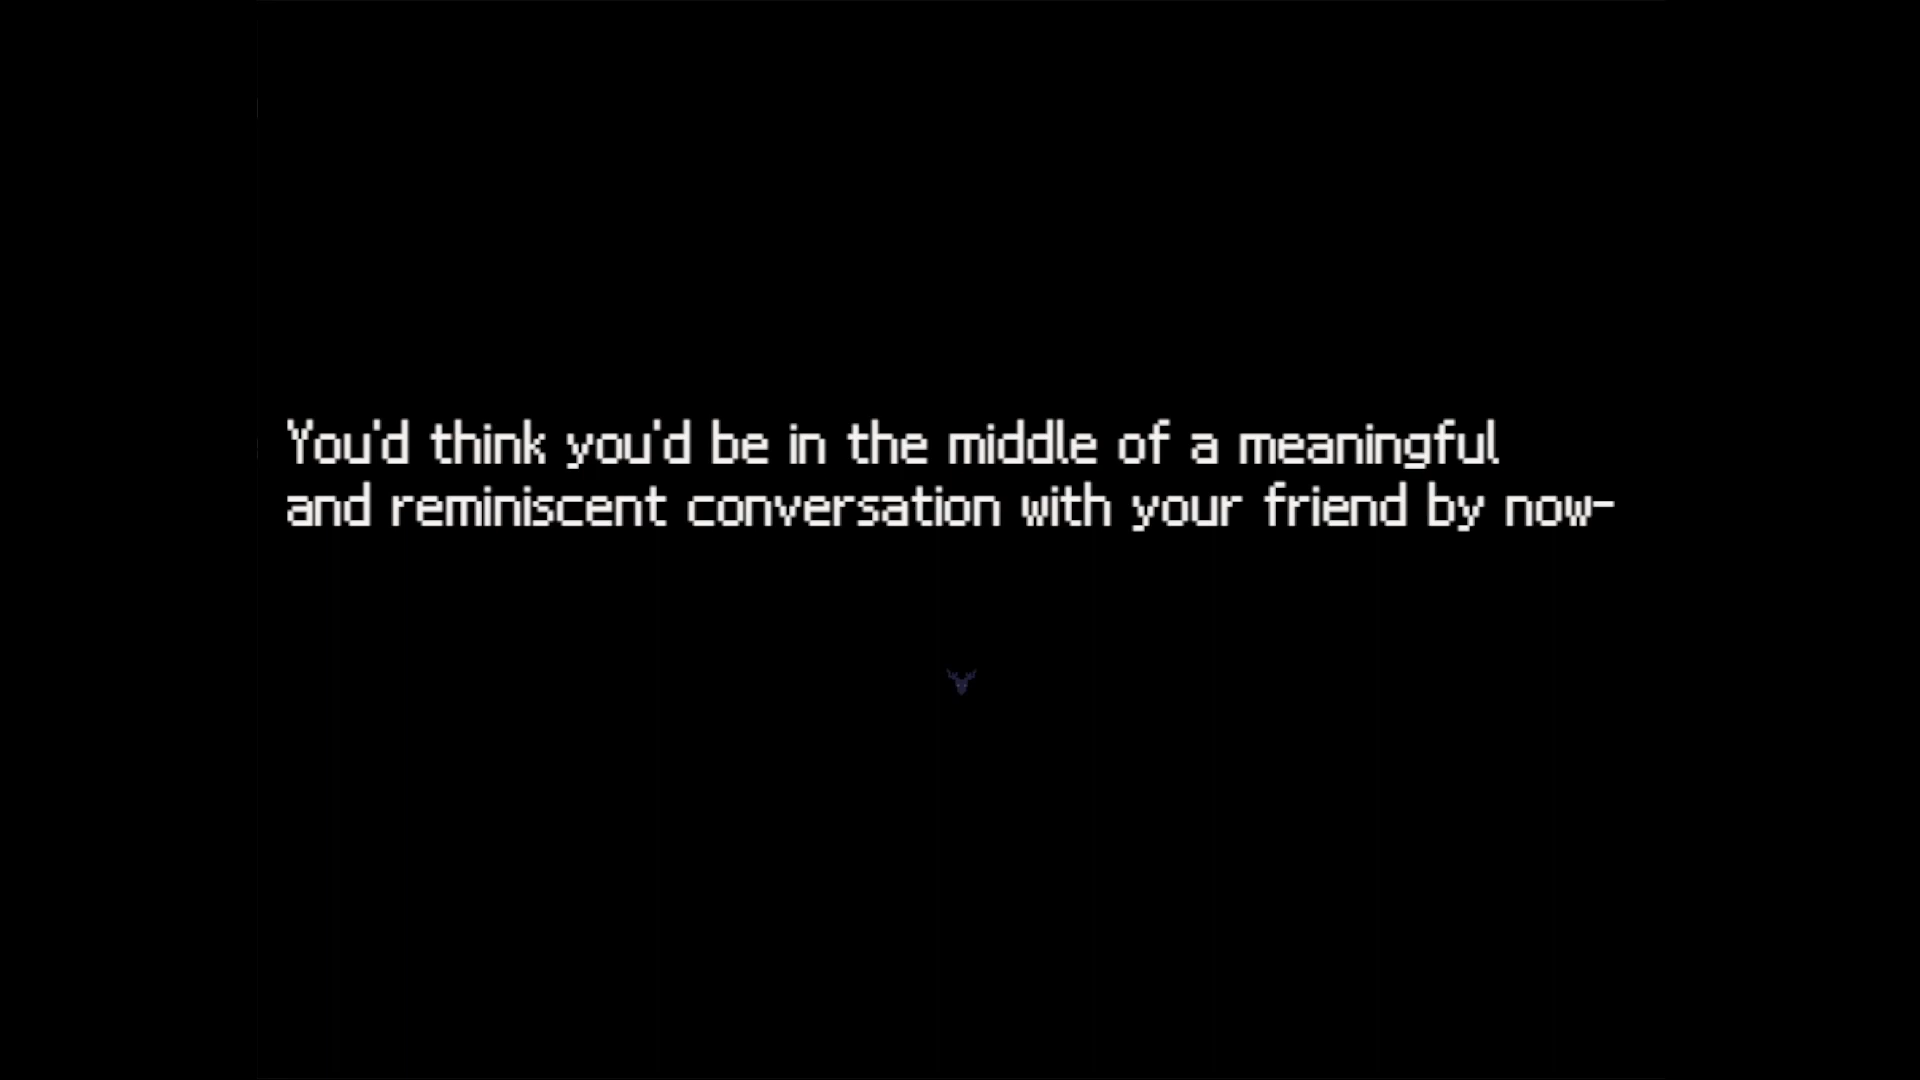 You'd think you'd be in the middle of a meaningful
and reminiscent conversation with your friend by now-